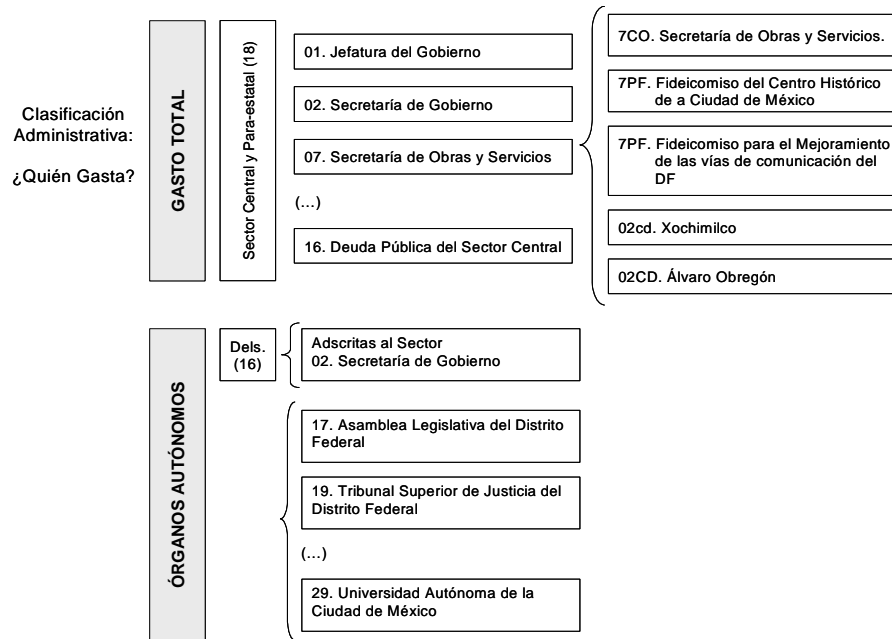 Clasificación
Administrativa:
¿Quién Gasta?
GASTO TOTAL
Sector Central y Para-estatal (18)
01. Jefatura del Gobierno
02. Secretaría de Gobierno
07. Secretaría de Obras y Servicios
(...)
16. Deuda Pública del Sector Central
7CO. Secretaría de Obras y Servicios.
7PF. Fideicomiso del Centro Histórico
de a Ciudad de México
7PF. Fideicomiso para el Mejoramiento
de las vías de comunicación del
DF
02cd. Xochimilco
02CD. Álvaro Obregón
ÓRGANOS AUTÓNOMOS
Dels.
(16)
Adscritas al Sector
02. Secretaría de Gobierno
17. Asamblea Legislativa del Distrito
Federal
19. Tribunal Superior de Justicia del
Distrito Federal
(...)
29. Universidad Autónoma de la
Ciudad de México